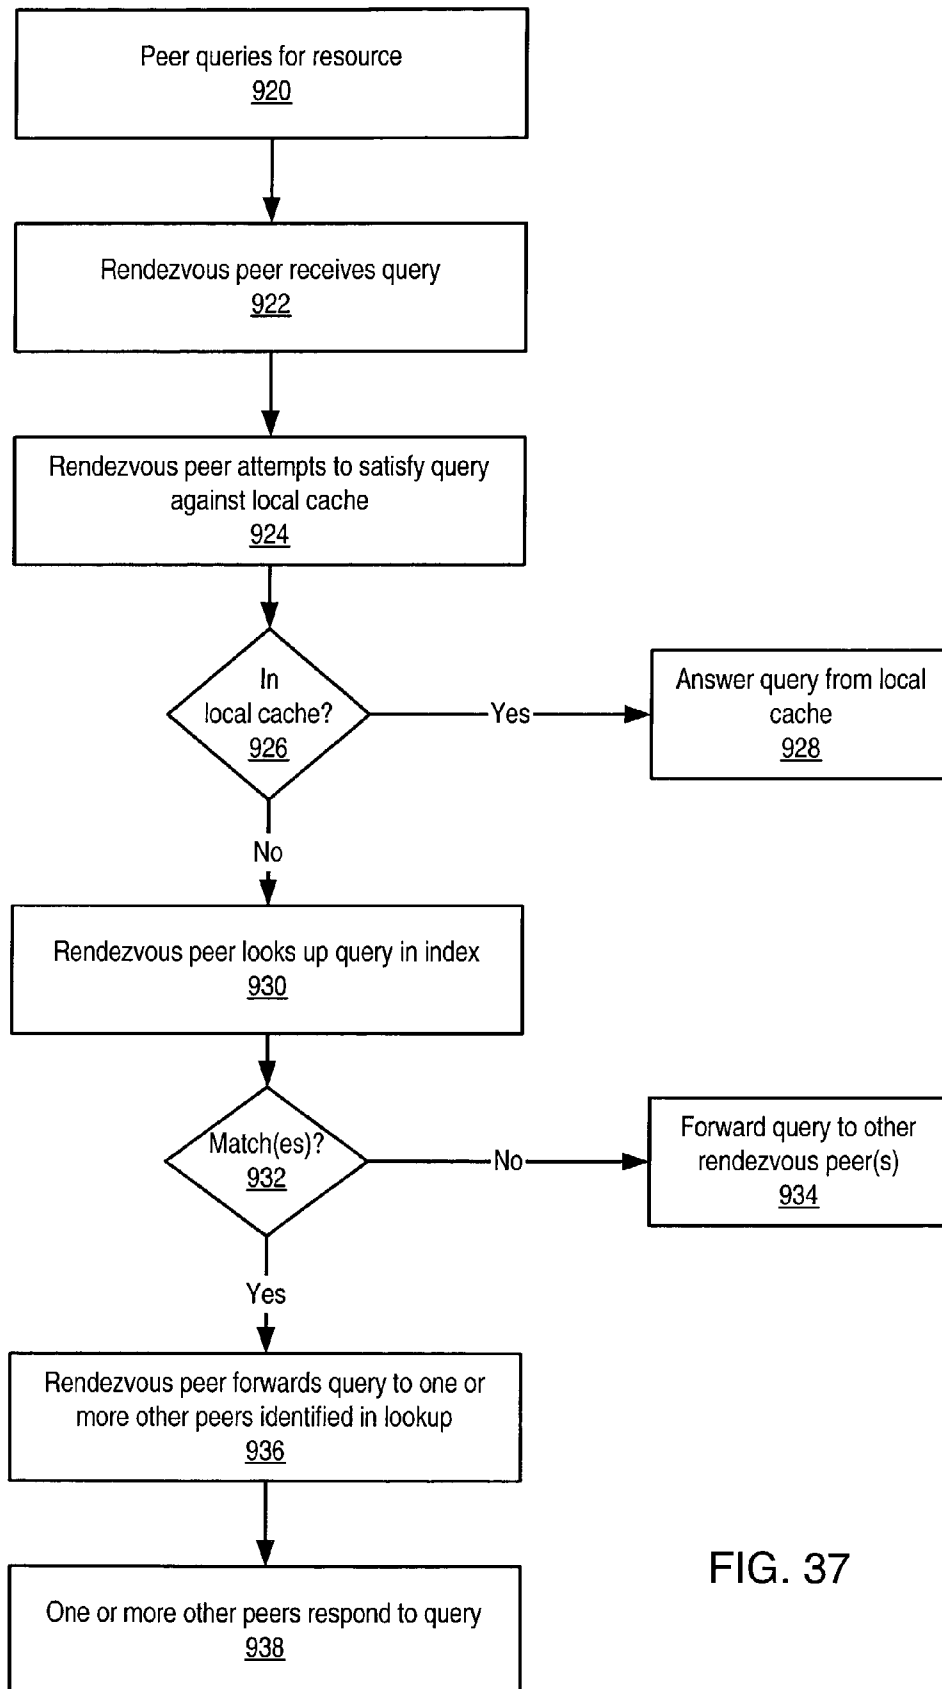 Peer queries for resource
920
Rendezvous peer receives query
922
Rendezvous peer attempts to satisfy query
against local cache
924
In
local cache?
926
Yes
Answer query from local
cache
928
No
Rendezvous peer looks up query in index
930
Match(es)?
932
No
Forward query to other
rendezvous peer(s)
934
Yes
Rendezvous peer forwards query to one or
more other peers identified in lookup
936
One or more other peers respond to query
938
FIG. 37